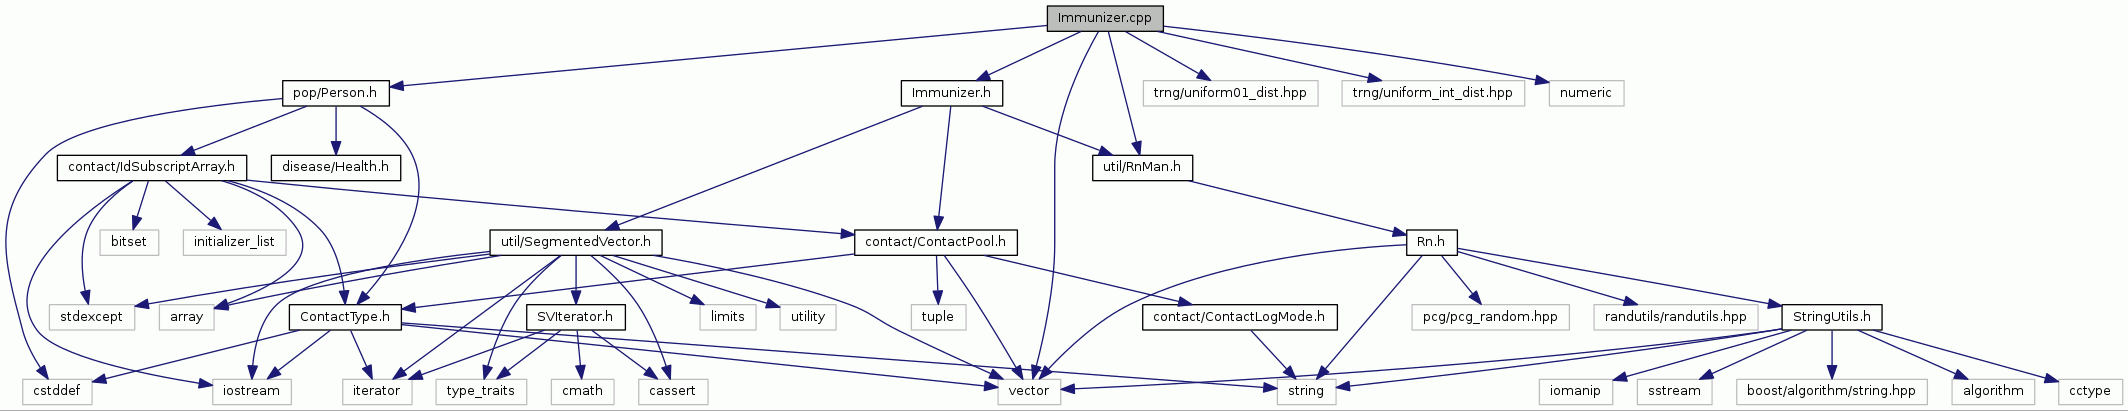 Immunizer.cpp
pop/Person.h
Immunizer.h
trng/uniform01_dist.hpp
trng/uniform_int_dist.hpp
numeric
contact/IdSubscriptArray.h
disease/Health.h
util/RnMan.h
bitset
initializer_list
util/SegmentedVector.h
contact/ContactPool.h
Rn.h
stdexcept
array
ContactType.h
SVIterator.h
limits
utility
tuple
contact/ContactLogMode.h
pcg/pcg_random.hpp
randutils/randutils.hpp
StringUtils.h
cstddef
iostream
iterator
type_traits
cmath
cassert
vector
string
iomanip
sstream
boost/algorithm/string.hpp
algorithm
cctype